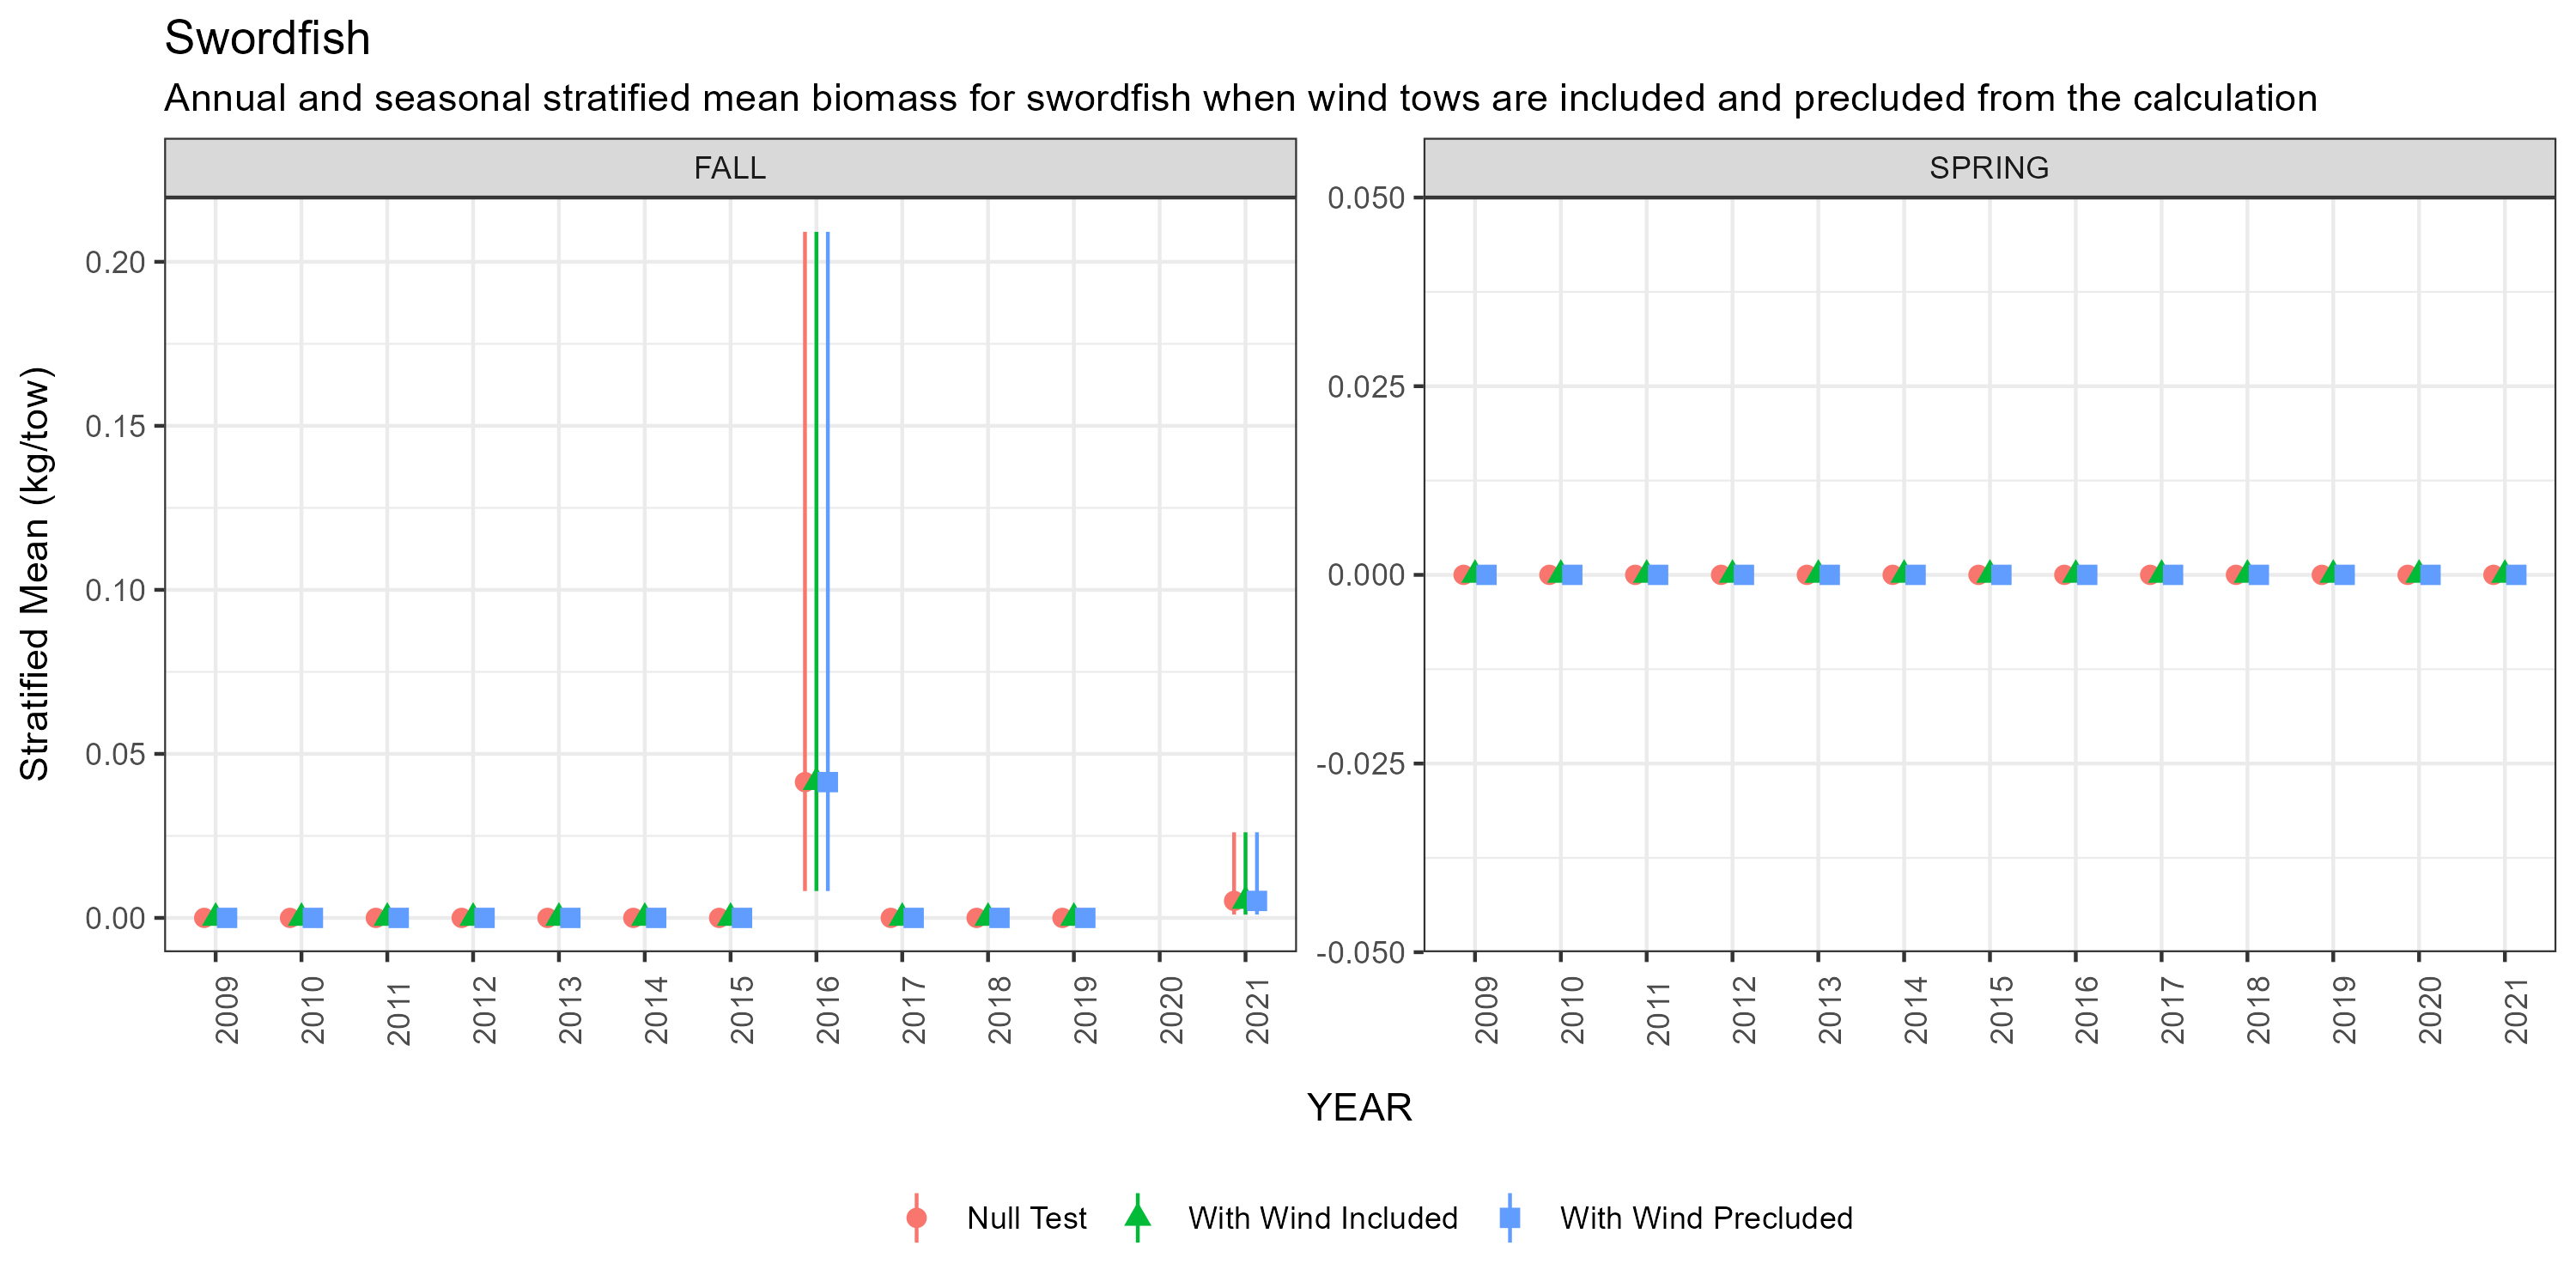 Swordfish
Annual and seasonal stratified mean biomass for swordfish when wind tows are included and precluded from the calculation
FALL
SPRING
Stratified Mean (kg/tow)
0.20
0.15
0.10
0.05
0.00
0.050
0.025
0.000
-0.025
-0.050
2009 2010 2011 2012 2013 2014 2015 2016 2017 2018 2019 2020 2021
2009 2010 2011 2012 2013 2014 2015 2016 2017 2018 2019 2020 2021
YEAR
Null Test With Wind Included With Wind Precluded